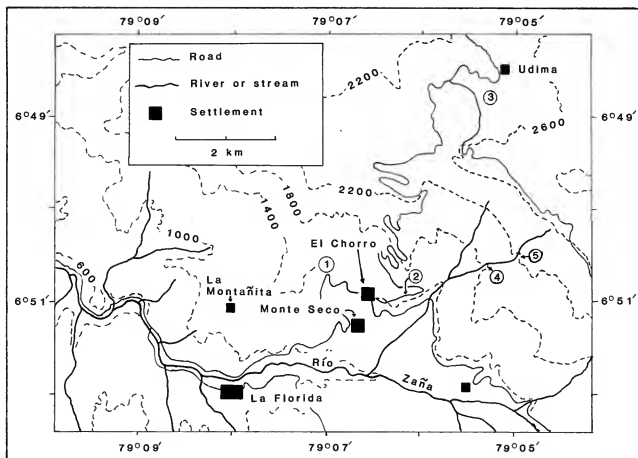 79°09′ 79°07′ 79°05′
Road
River or stream
Settlement
2 km
2200
Udima
3
6°49′
6°49′
2600
2200
1800
1400
1000
El Chorro
600
1
2
5
4
La
Montañita
6°51′
6°51′
Monte Seco
Río
Zaña
La Florida
79°09′ 79°07′ 79°05′